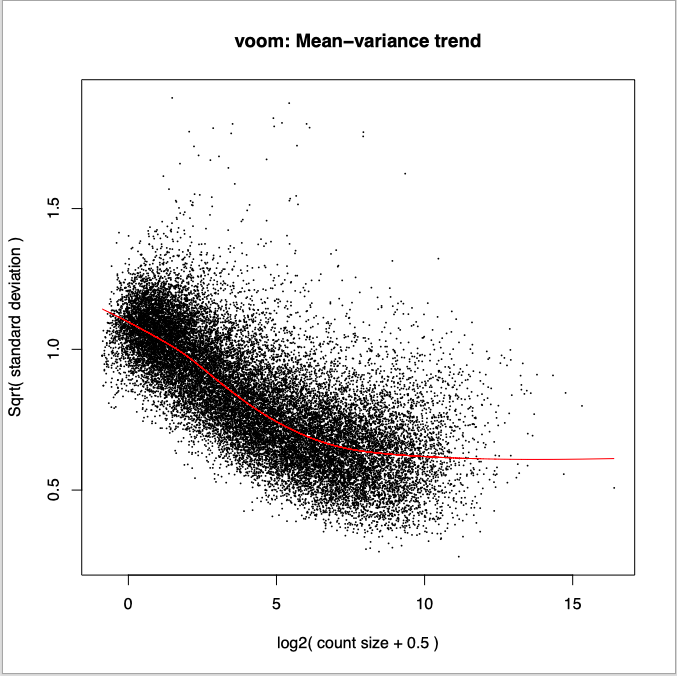 voom: Mean−variance trend
Sqrt( standard deviation )
1.5
1.0
0.5
0 5 10 15
log2( count size + 0.5 )